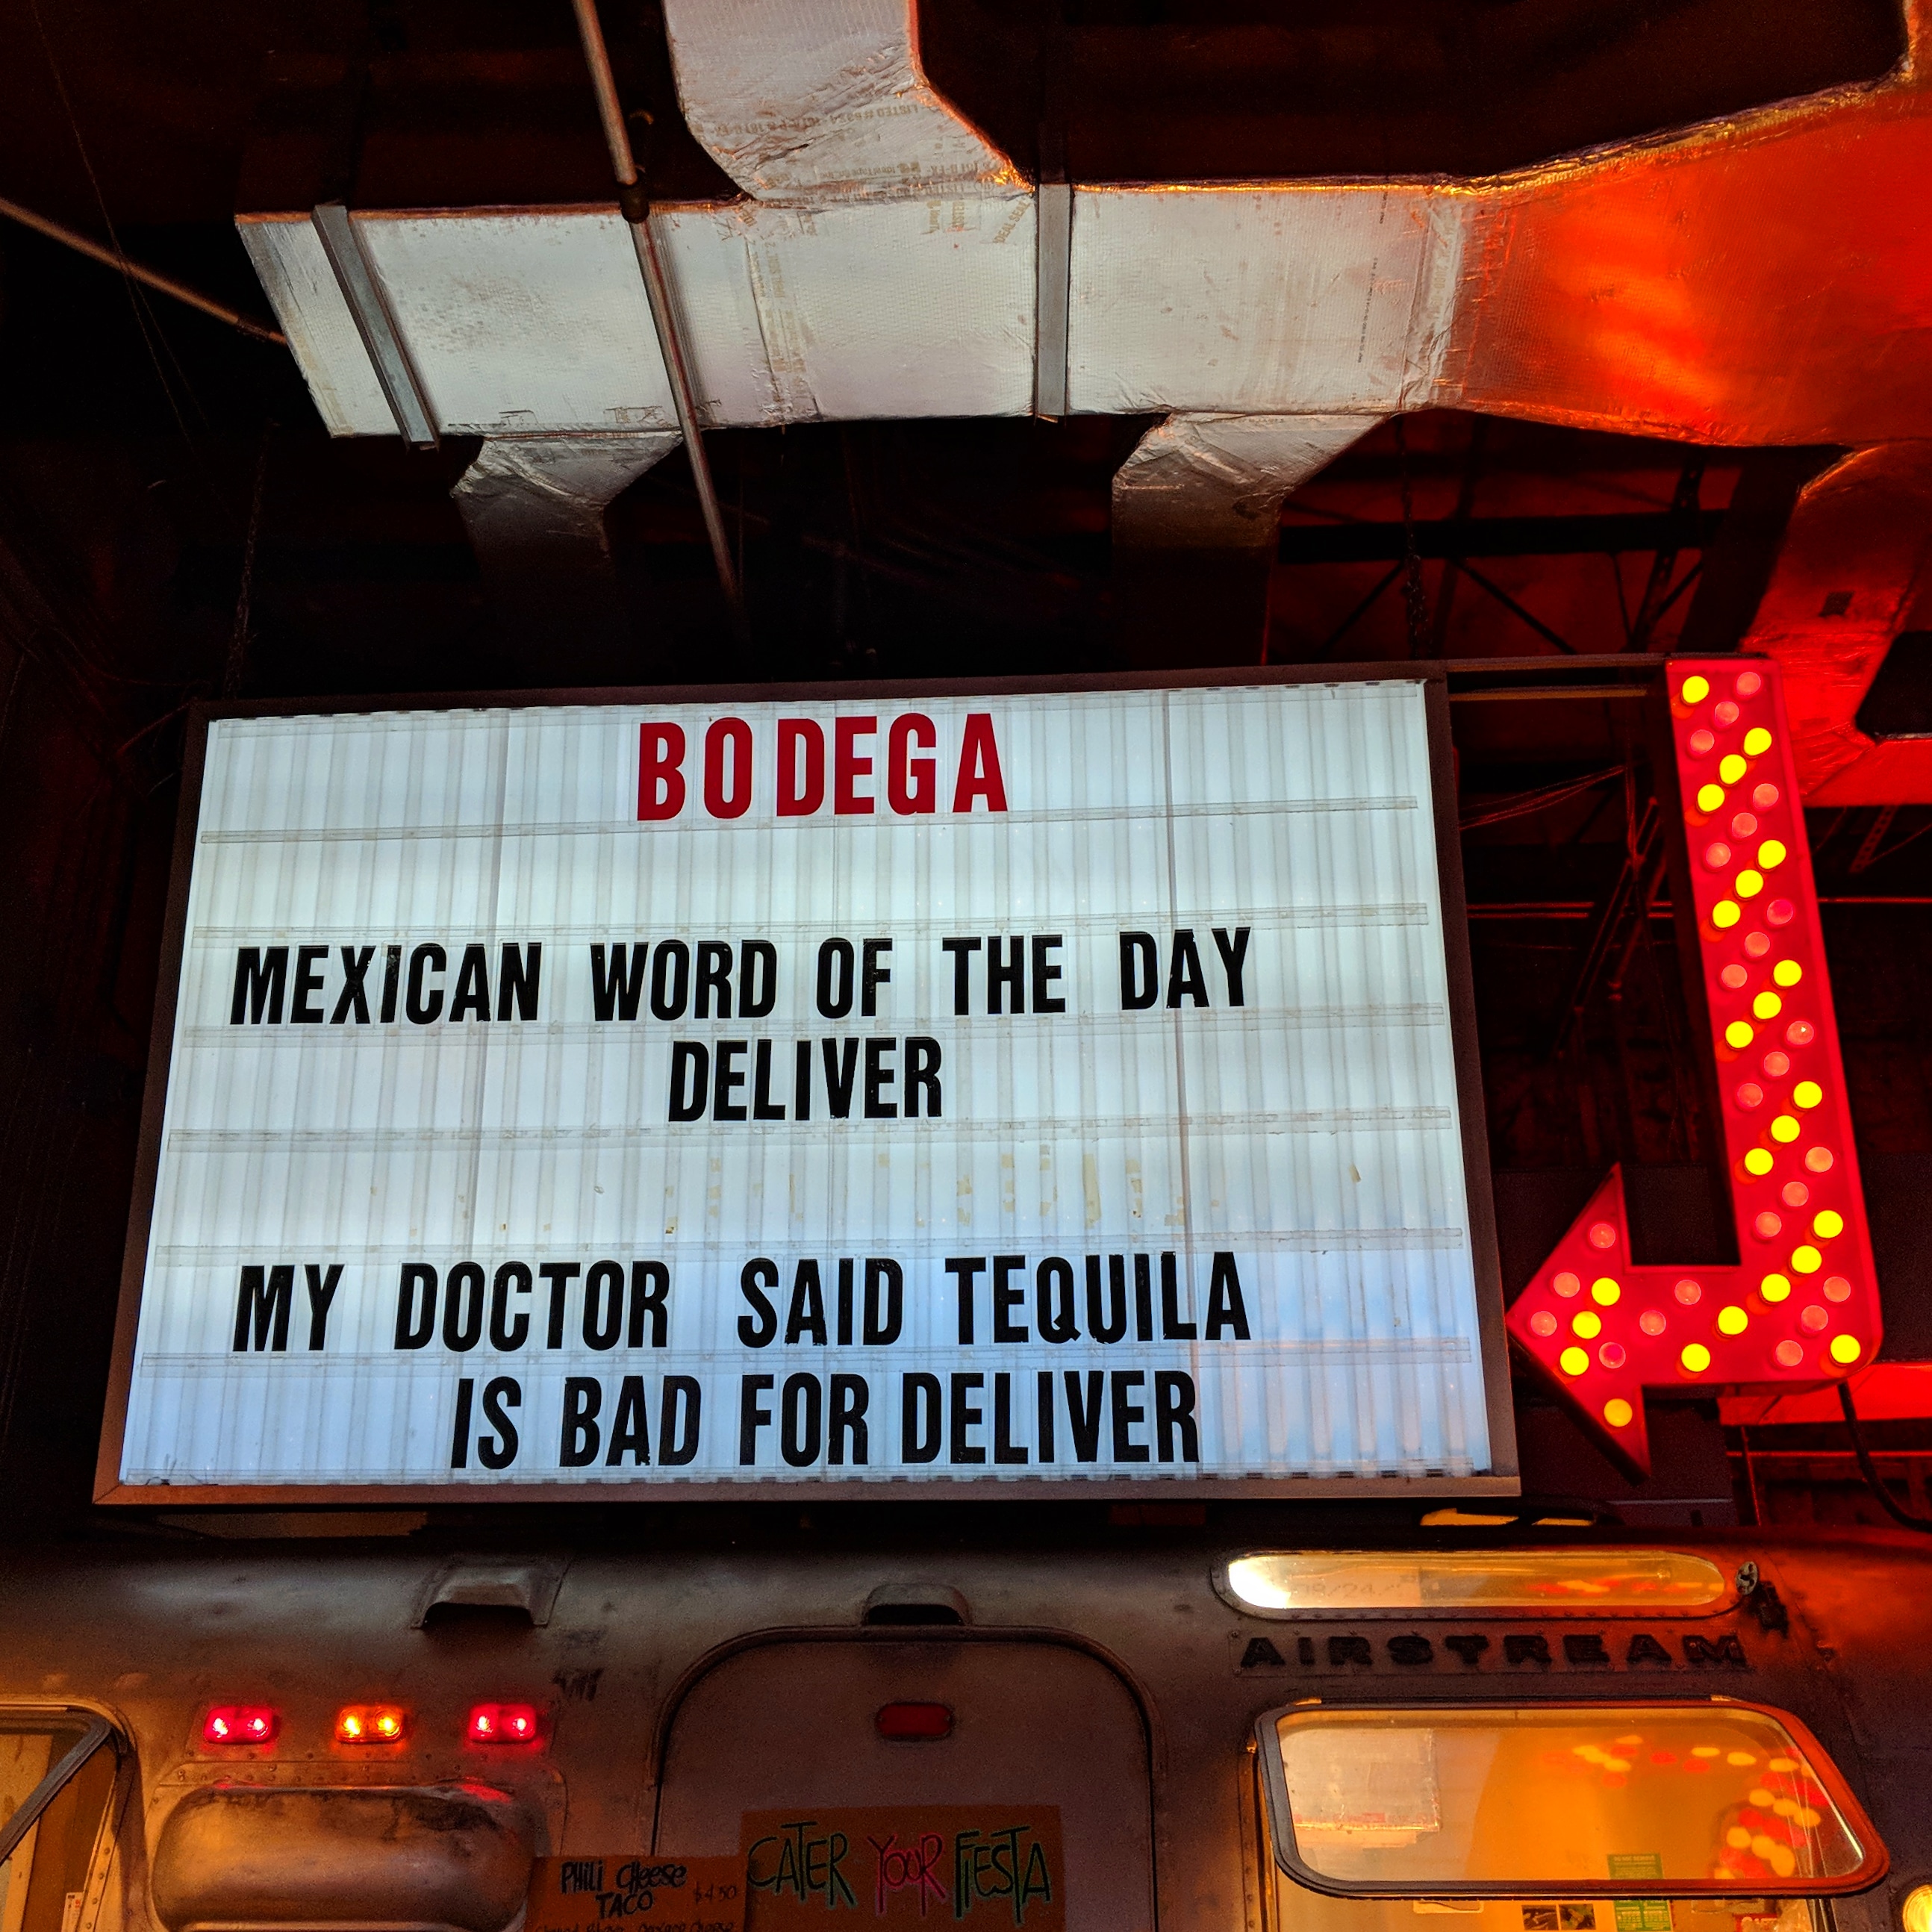 BODEGA
MEXICAN WORD OF THE DAY
DELIVER
MY DOCTOR SAID TEQUILA
IS BAD FOR DELIVER
AIRSTREAM
CATER YOUR FIESTA
PHILI CHEESE
TACO $4.50